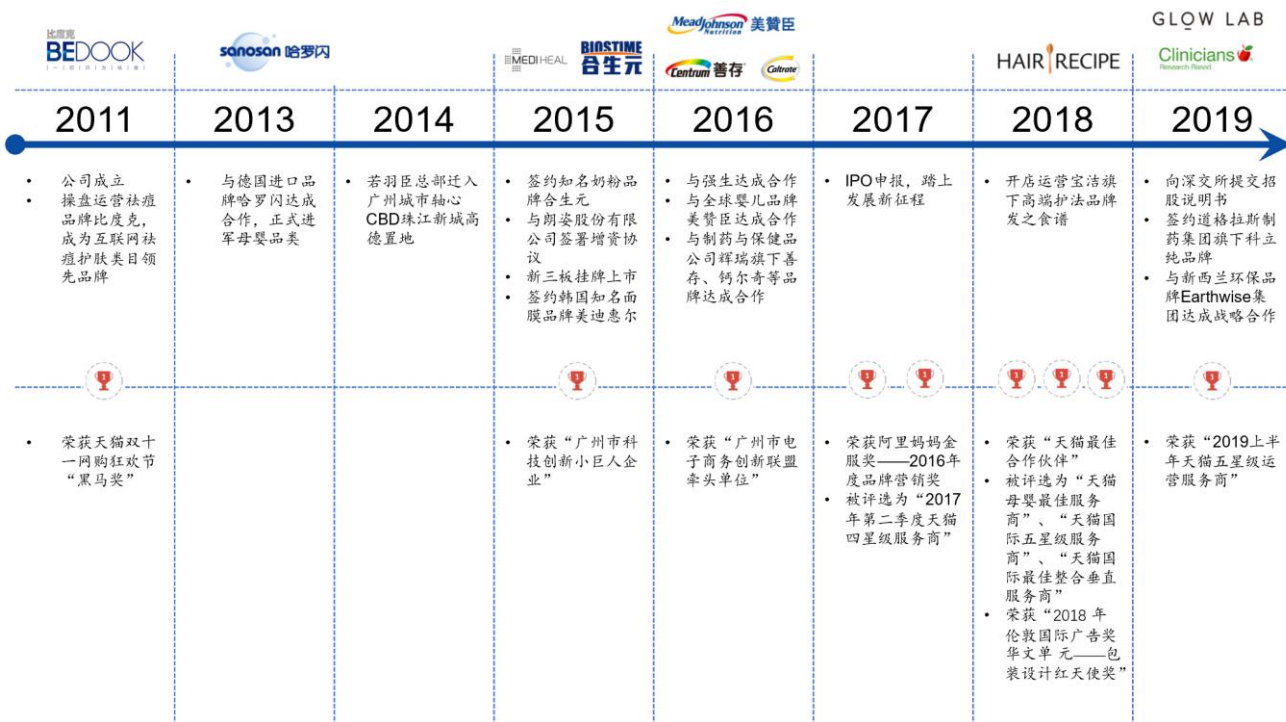 比度克
BEDOOK
sanosan 哈罗闪
MEDIHEAL
BIOSTIME
合生元
MeadJohnson
Nutrition
美贊臣
Centrum 善存
Caltrate
HAIR RECIPE
GLOW LAB
Clinicians
Research Based
2011
2013
2014
2015
2016
2017
2018
2019
• 公司成立
• 操盘运营祛痘
品牌比度克，
成为互联网祛
痘护肤类目领
先品牌
• 与德国进口品
牌哈罗闪达成
合作，正式进
军母婴品类
• 若羽臣总部迁入
广州城市轴心
CBD珠江新城高
德置地
• 签约知名奶粉品
牌合生元
• 与朗姿股份有限
公司签署增资协
议
• 新三板挂牌上市
• 签约韩国知名面
膜品牌美迪惠尔
• 与强生达成合作
• 与全球婴儿品牌
美赞臣达成合作
• 与制药与保健品
公司辉瑞旗下善
存、钙尔奇等品
牌达成合作
• IPO申报，踏上
发展新征程
• 开店运营宝洁旗
下高端护法品牌
发之食谱
• 向深交所提交招
股说明书
• 签约道格拉斯制
药集团旗下科立
纯品牌
• 与新西兰环保品
牌Earthwise集
团达成战略合作
1
1
1
1
1
1
1
1
1
• 荣获天猫双十
一网购狂欢节
“黑马奖”
• 荣获“广州市科
技创新小巨人企
业”
• 荣获“广州市电
子商务创新联盟
牵头单位”
• 荣获阿里妈妈金
服奖——2016年
度品牌营销奖
• 被评选为“2017
年第二季度天猫
四星级服务商”
• 荣获“天猫最佳
合作伙伴”
• 被评选为“天猫
母婴最佳服务
商”、“天猫国
际五星级服务
商”、“天猫国
际最佳整合垂直
服务商”
• 荣获“2018 年
伦敦国际广告奖
华文单 元——包
装设计红天使奖”
• 荣获“2019上半
年天猫五星级运
营服务商”